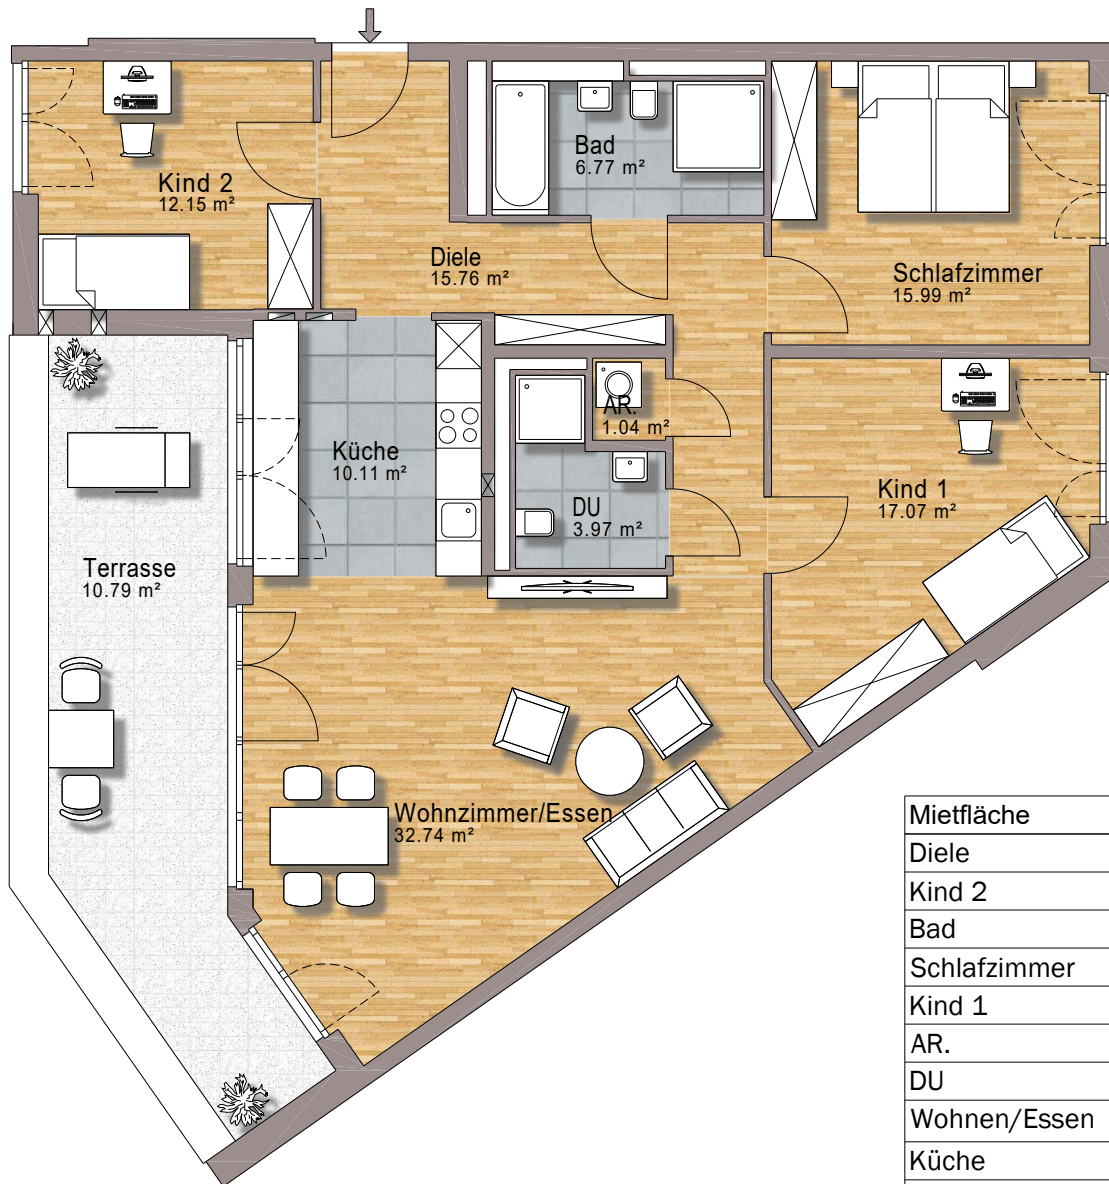 Kind 2
12.15 m²
Bad
6.77 m²
Diele
15.76 m²
Schlafzimmer
15.99 m²
AR.
1.04 m²
Küche
10.11 m²
Kind 1
17.07 m²
DU
3.97 m²
Terrasse
10.79 m²
Wohnzimmer/Essen
32.74 m²
Mietfläche
Diele
Kind 2
Bad
Schlafzimmer
Kind 1
AR.
DU
Wohnen/Essen
Küche